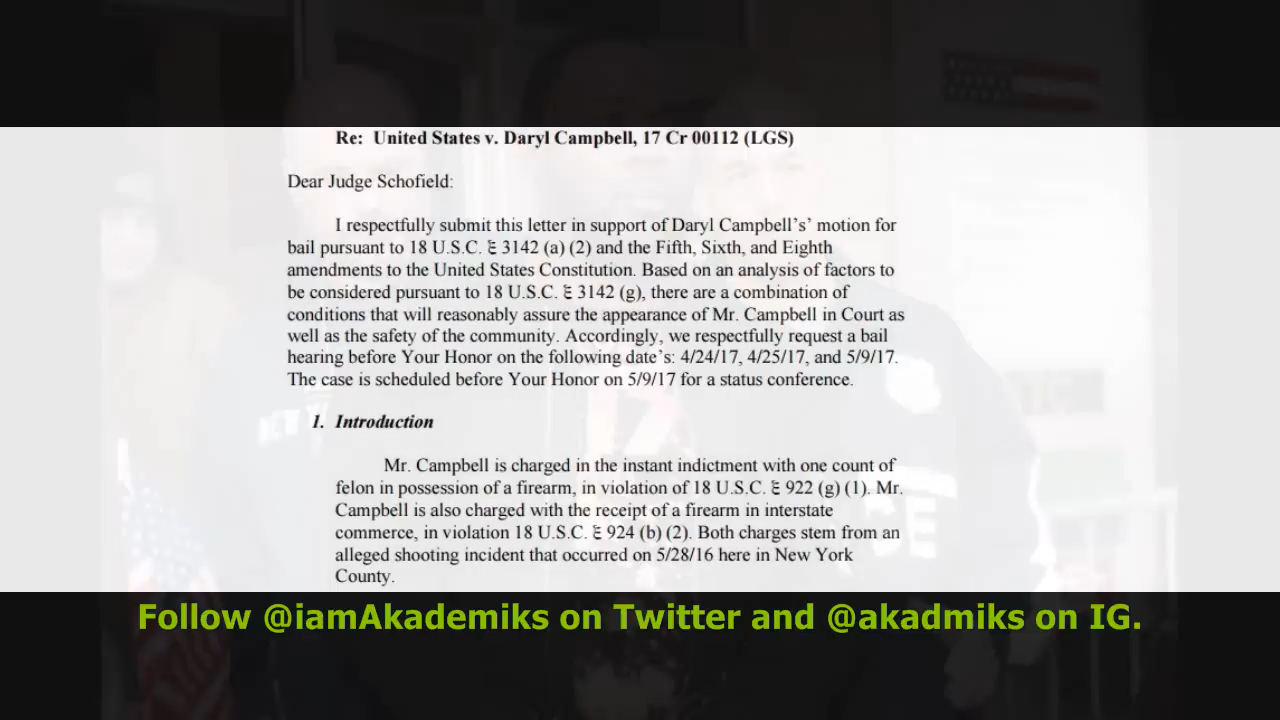 Re: United States v. Daryl Campbell, 17 Cr 00112 (LGS)
Dear Judge Schofield:
I respectfully submit this letter in support of Daryl Campbell's' motion for
bail pursuant to 18 U.S.C. ξ 3142 (a) (2) and the Fifth, Sixth, and Eighth
amendments to the United States Constitution. Based on an analysis of factors to
be considered pursuant to 18 U.S.C. ξ 3142 (g), there are a combination of
conditions that will reasonably assure the appearance of Mr. Campbell in Court as
well as the safety of the community. Accordingly, we respectfully request a bail
hearing before Your Honor on the following date's: 4/24/17, 4/25/17, and 5/9/17.
The case is scheduled before Your Honor on 5/9/17 for a status conference.
1. Introduction
Mr. Campbell is charged in the instant indictment with one count of
felon in possession of a firearm, in violation of 18 U.S.C. ξ 922 (g) (1). Mr.
Campbell is also charged with the receipt of a firearm in interstate
commerce, in violation 18 U.S.C. ξ 924 (b) (2). Both charges stem from an
alleged shooting incident that occurred on 5/28/16 here in New York
County.
Follow @iamAkademiks on Twitter and @akadmiks on IG.